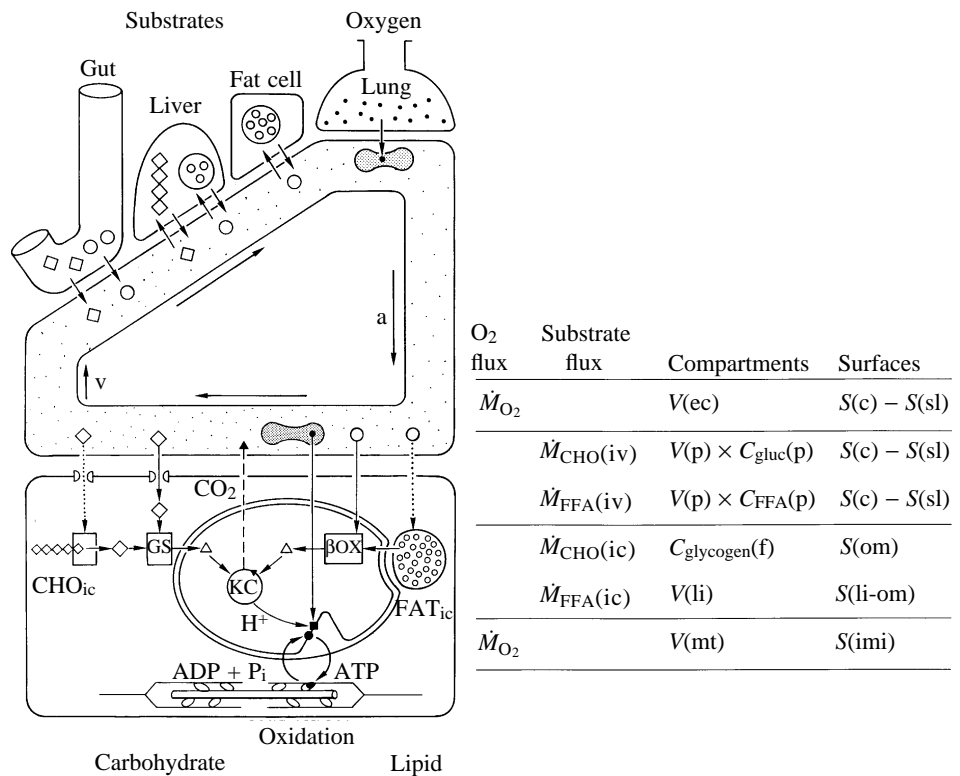 Substrates
Oxygen
Gut
Fat cell
Lung
Liver
a
v
CO₂
GS
βOX
CHOic
KC
FATic
H⁺
ADP + Pi
ATP
Oxidation
Carbohydrate
Lipid
O₂ flux
Substrate flux
Compartments
Surfaces
ṀO₂ V(ec) S(c) – S(sl)
ṀCHO(iv) V(p) × Cgluc(p) S(c) – S(sl)
ṀFFA(iv) V(p) × CFFA(p) S(c) – S(sl)
ṀCHO(ic) Cglycogen(f) S(om)
ṀFFA(ic) V(li) S(li-om)
ṀO₂ V(mt) S(imi)